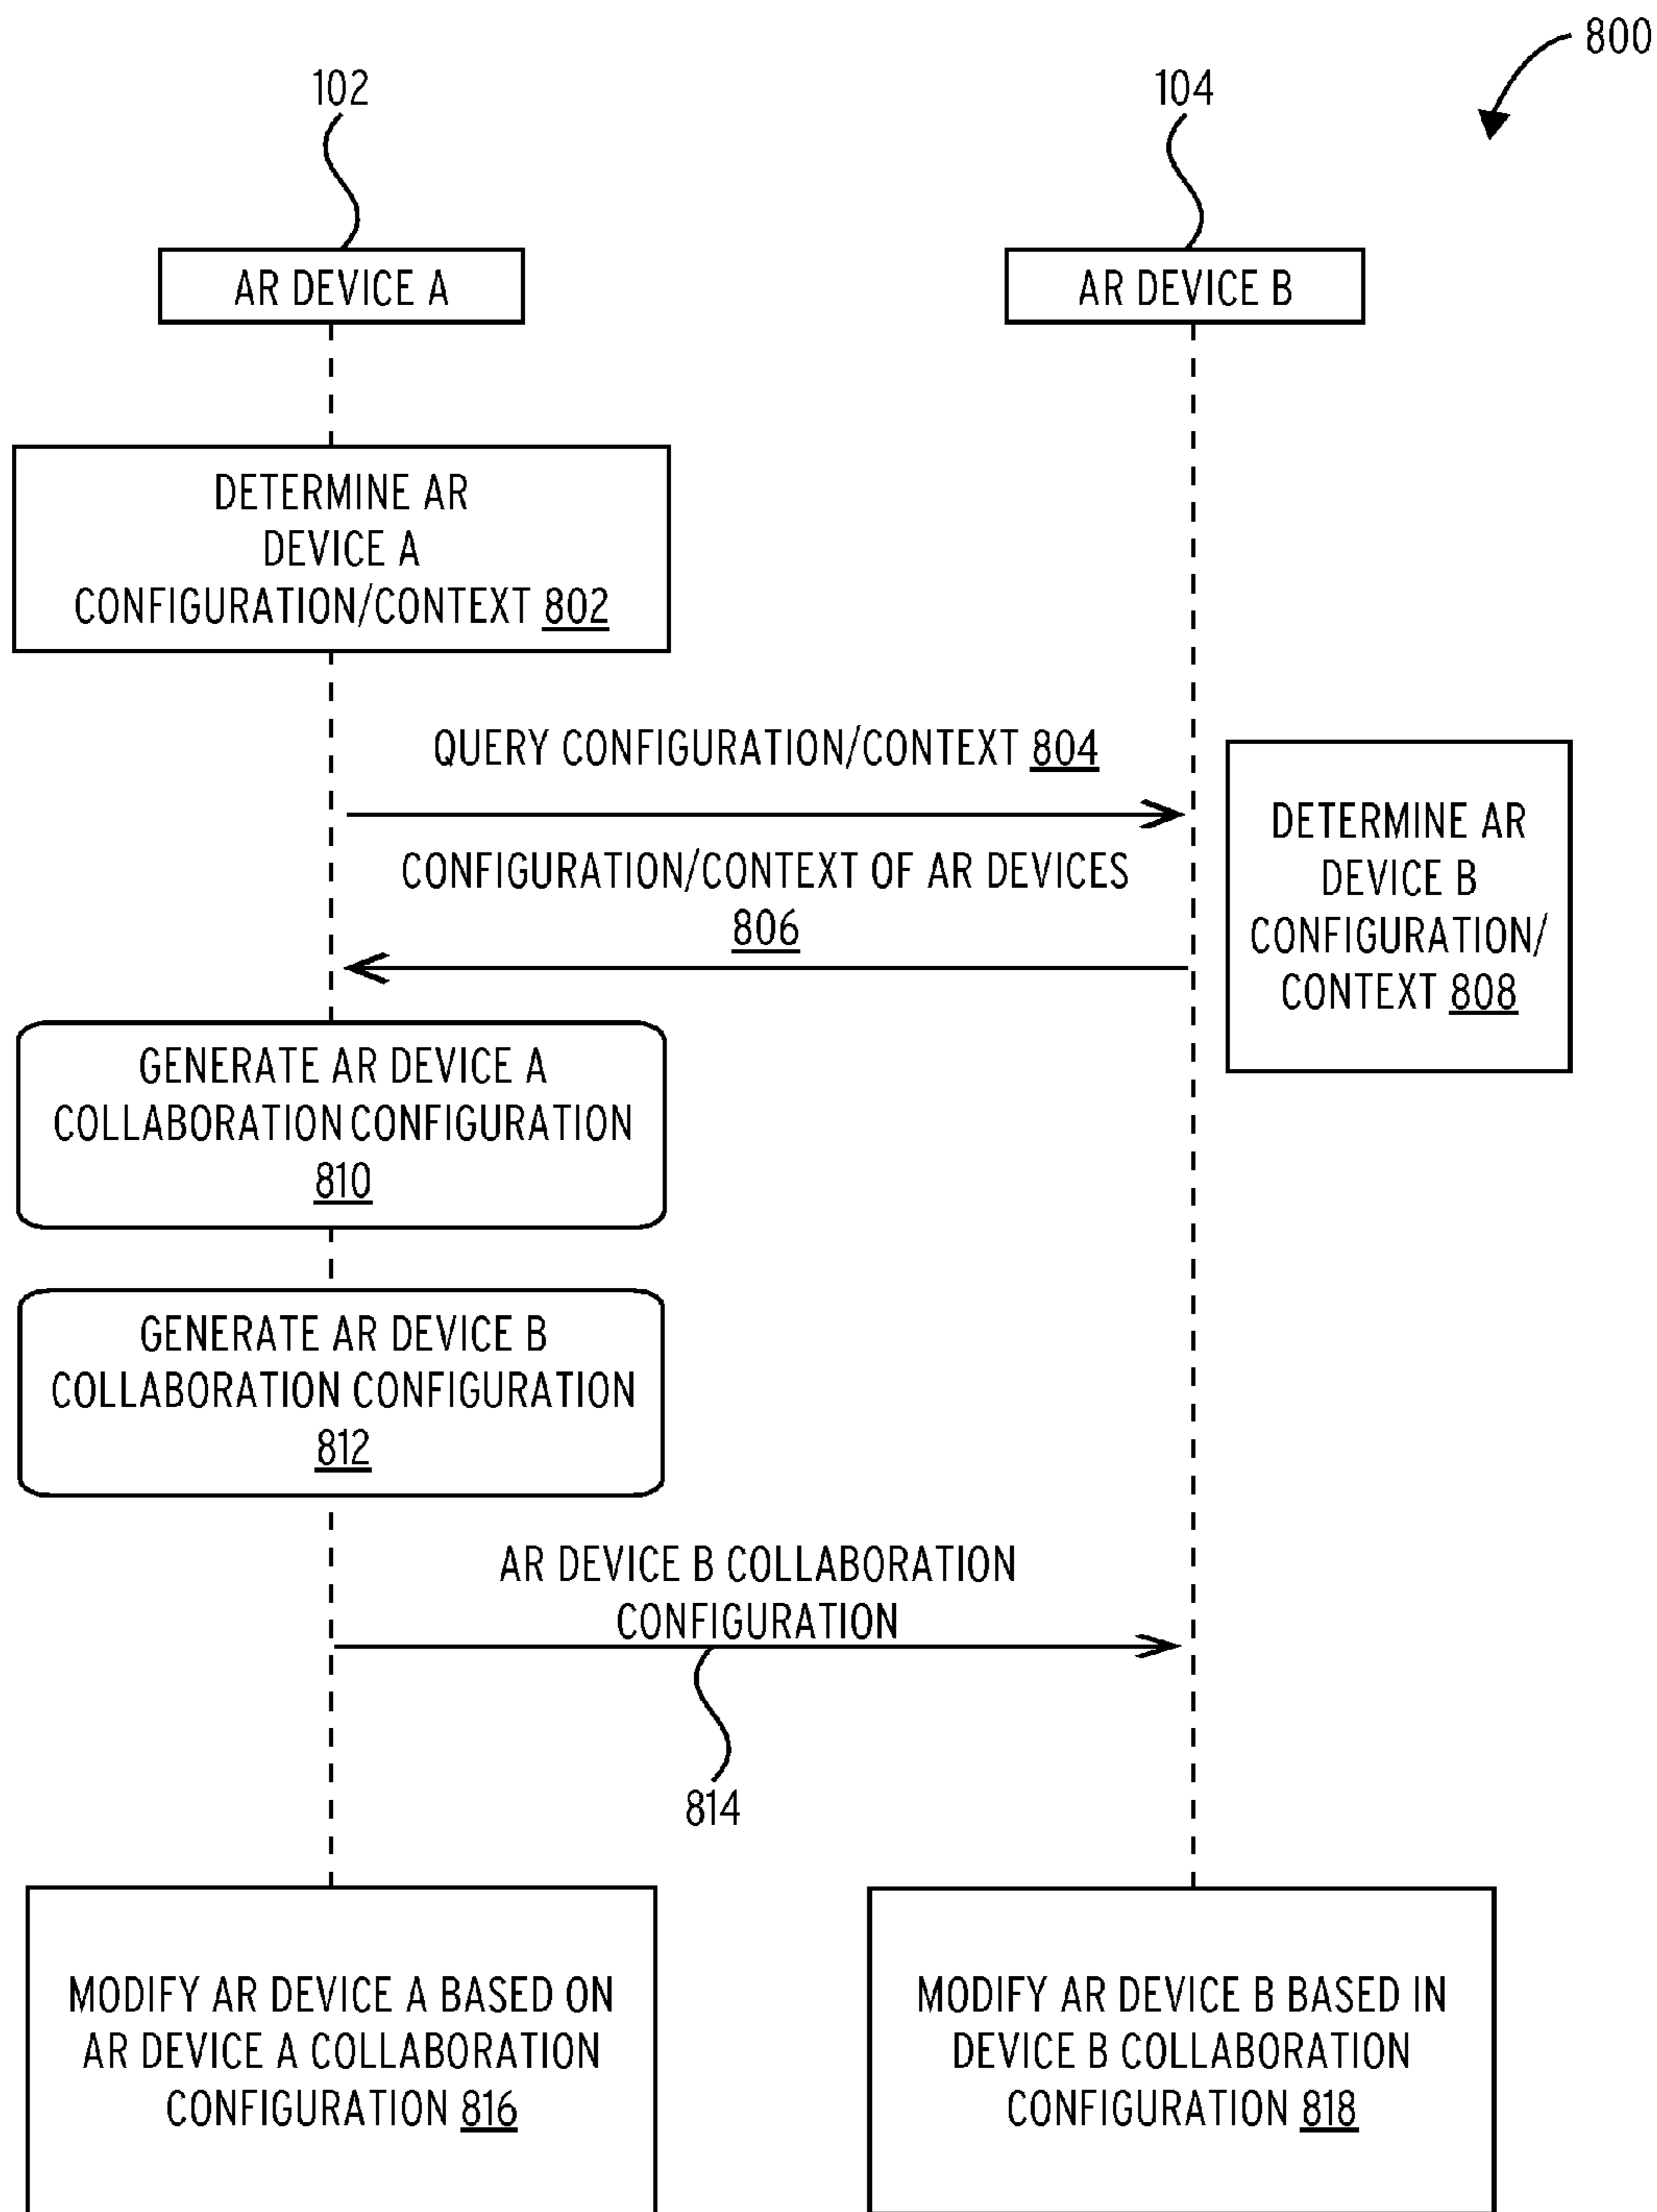 800
102
104
AR DEVICE A
AR DEVICE B
DETERMINE AR
DEVICE A
CONFIGURATION/CONTEXT 802
QUERY CONFIGURATION/CONTEXT 804
CONFIGURATION/CONTEXT OF AR DEVICES
806
DETERMINE AR
DEVICE B
CONFIGURATION/
CONTEXT 808
GENERATE AR DEVICE A
COLLABORATION CONFIGURATION
810
GENERATE AR DEVICE B
COLLABORATION CONFIGURATION
812
AR DEVICE B COLLABORATION
CONFIGURATION
814
MODIFY AR DEVICE A BASED ON
AR DEVICE A COLLABORATION
CONFIGURATION 816
MODIFY AR DEVICE B BASED IN
DEVICE B COLLABORATION
CONFIGURATION 818